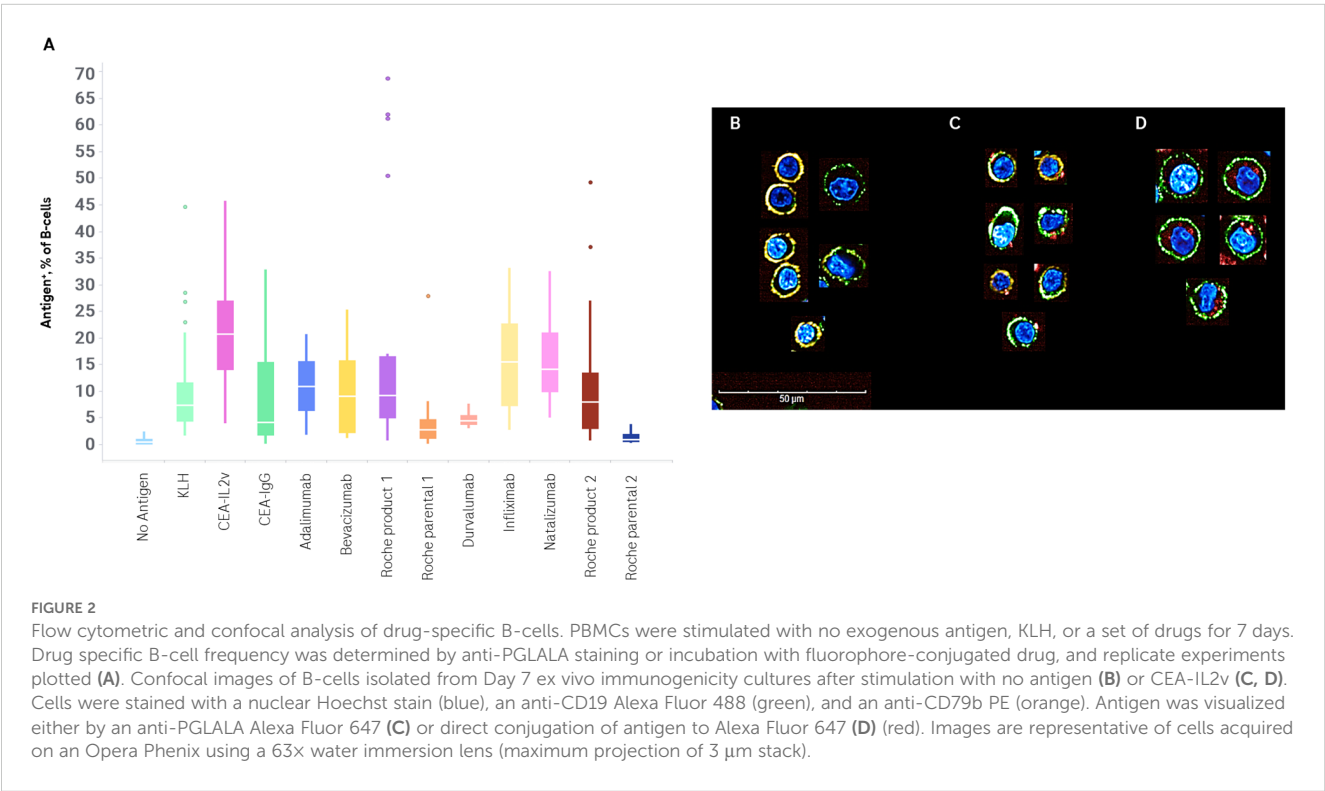 A
70
65
60
55
50
45
40
35
30
25
20
15
10
5
0
Antigen⁺, % of B-cells
No Antigen
KLH
CEA-IL2v
CEA-IgG
Adalimumab
Bevacizumab
Roche product 1
Roche parental 1
Durvalumab
Infliximab
Natalizumab
Roche product 2
Roche parental 2
B
C
D
50 μm
FIGURE 2
Flow cytometric and confocal analysis of drug-specific B-cells. PBMCs were stimulated with no exogenous antigen, KLH, or a set of drugs for 7 days.
Drug specific B-cell frequency was determined by anti-PGLALA staining or incubation with fluorophore-conjugated drug, and replicate experiments
plotted (A). Confocal images of B-cells isolated from Day 7 ex vivo immunogenicity cultures after stimulation with no antigen (B) or CEA-IL2v (C, D).
Cells were stained with a nuclear Hoechst stain (blue), an anti-CD19 Alexa Fluor 488 (green), and an anti-CD79b PE (orange). Antigen was visualized
either by an anti-PGLALA Alexa Fluor 647 (C) or direct conjugation of antigen to Alexa Fluor 647 (D) (red). Images are representative of cells acquired
on an Opera Phenix using a 63× water immersion lens (maximum projection of 3 μm stack).